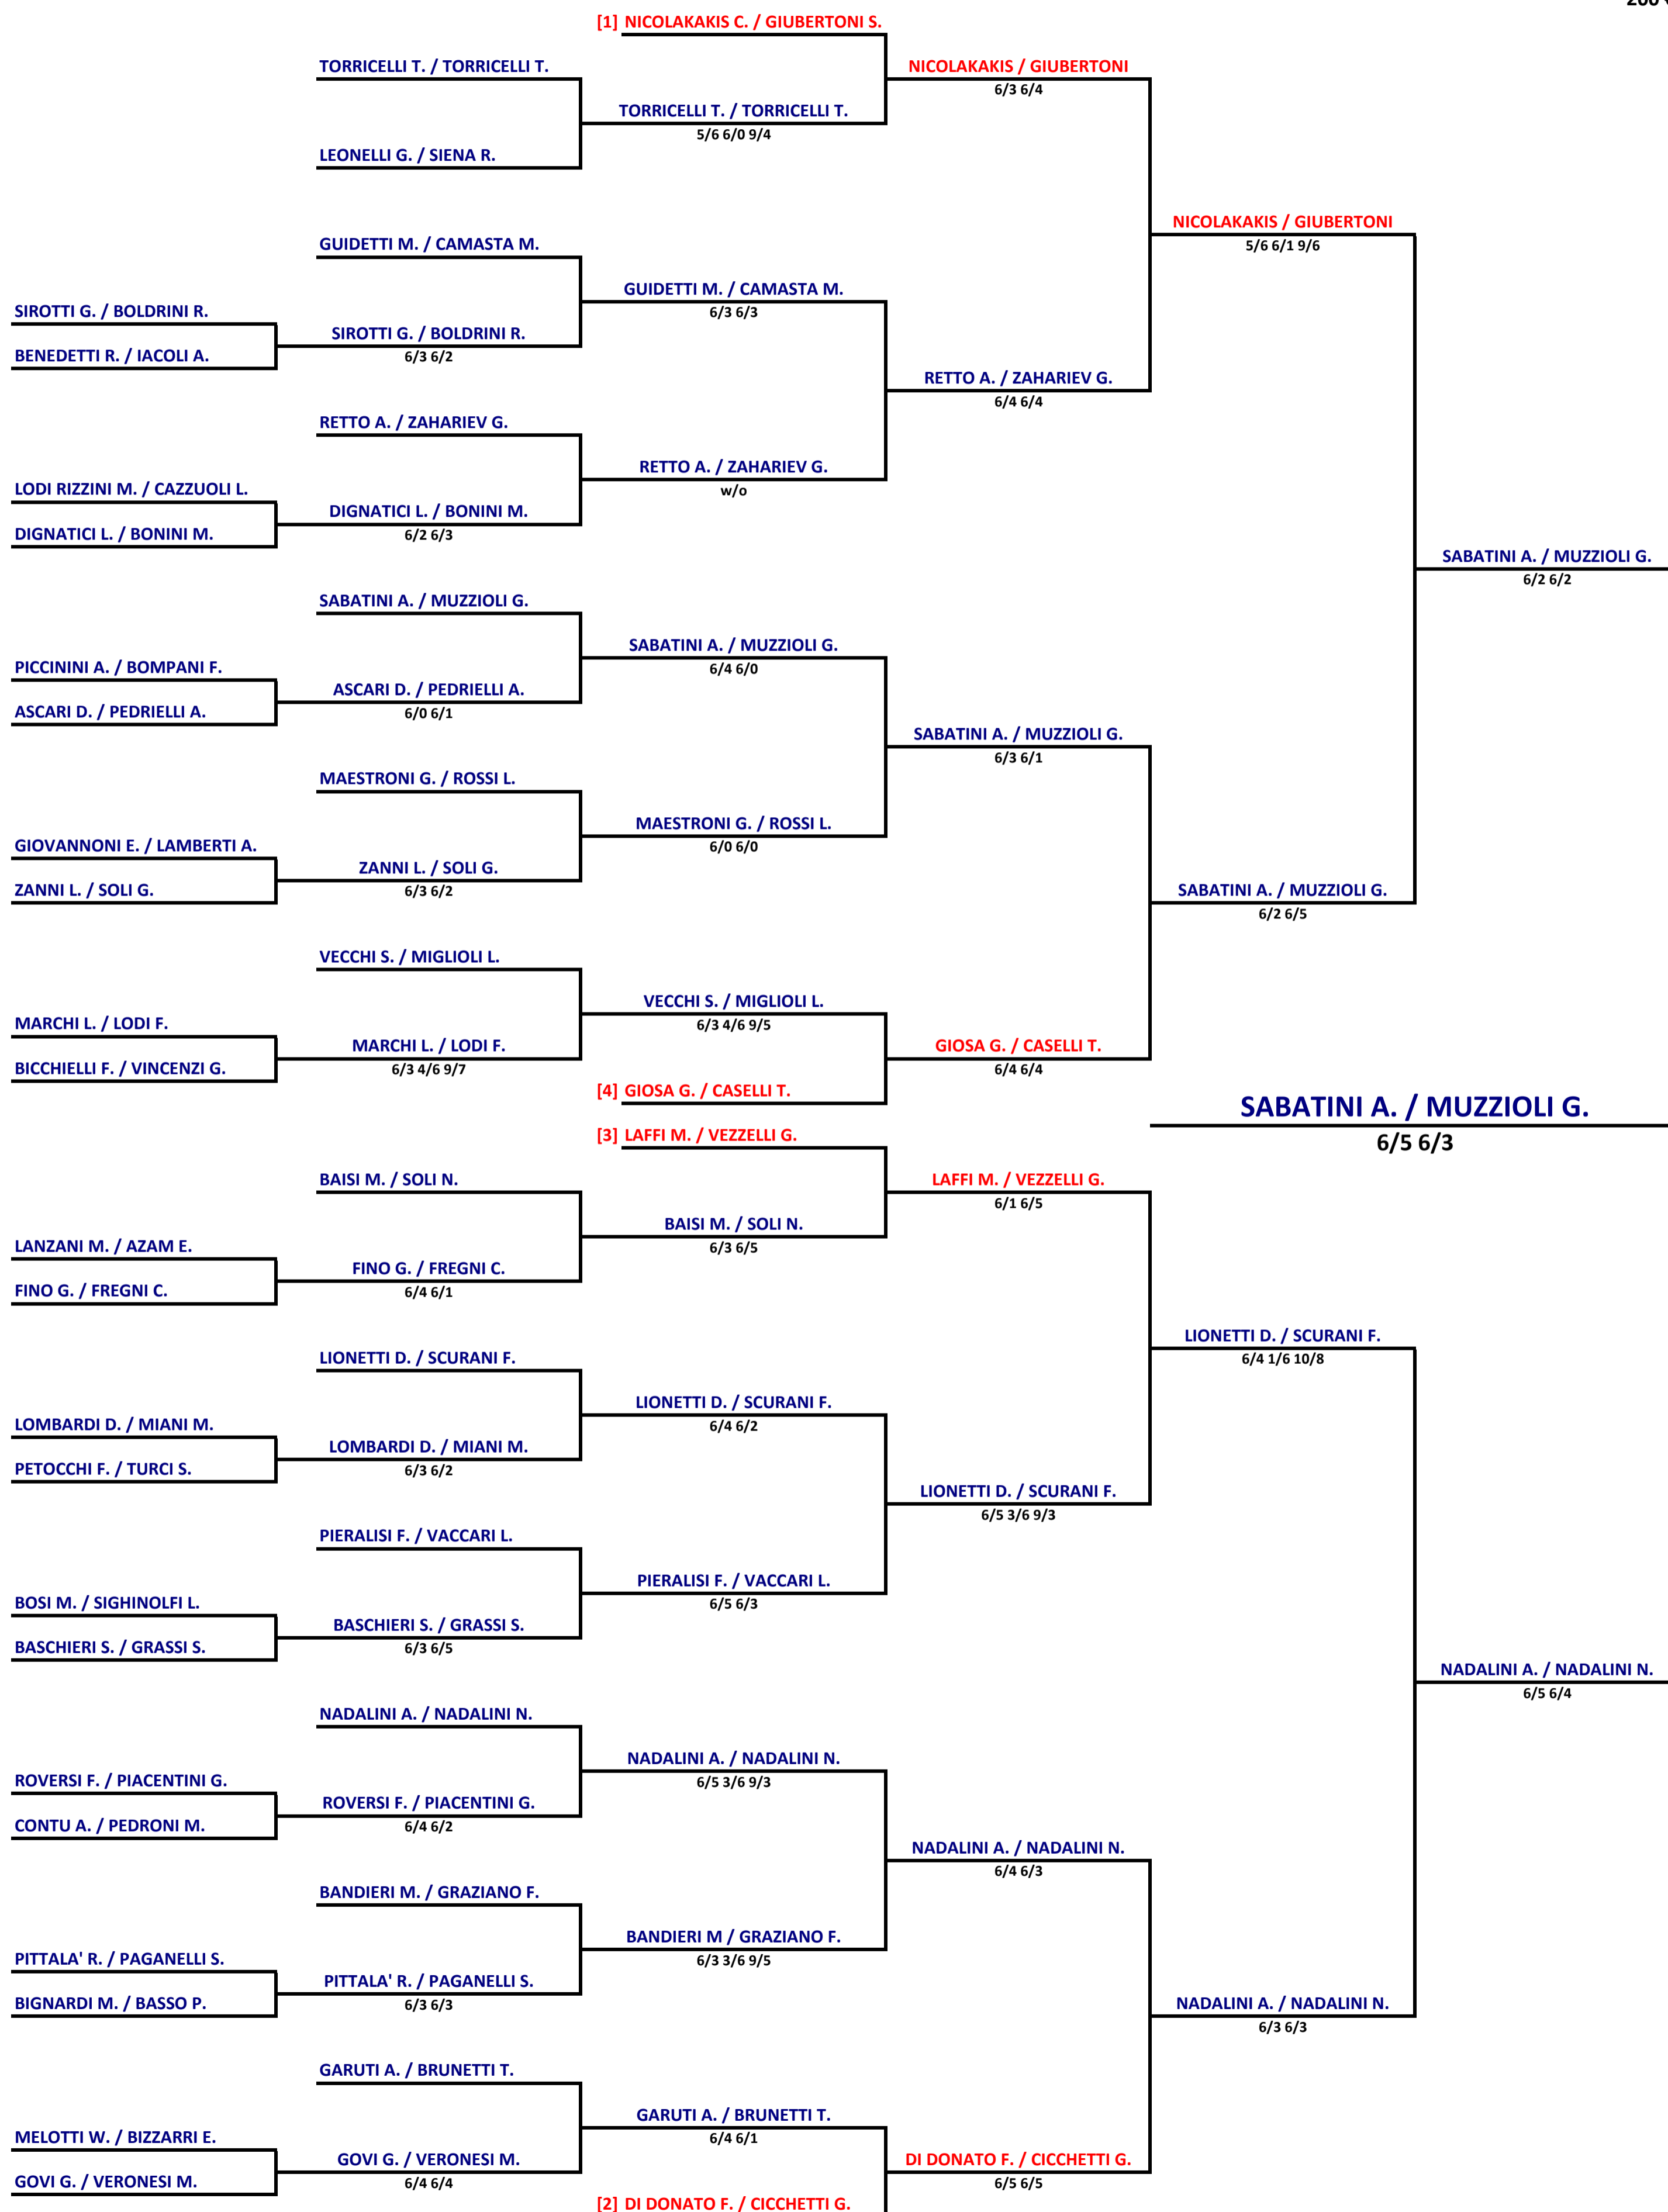 [1] NICOLAKAKIS C. / GIUBERTONI S.
TORRICELLI T. / TORRICELLI T.
NICOLAKAKIS / GIUBERTONI
6/3 6/4
TORRICELLI T. / TORRICELLI T.
5/6 6/0 9/4
LEONELLI G. / SIENA R.
NICOLAKAKIS / GIUBERTONI
5/6 6/1 9/6
GUIDETTI M. / CAMASTA M.
GUIDETTI M. / CAMASTA M.
6/3 6/3
SIROTTI G. / BOLDRINI R.
SIROTTI G. / BOLDRINI R.
6/3 6/2
BENEDETTI R. / IACOLI A.
RETTO A. / ZAHARIEV G.
6/4 6/4
RETTO A. / ZAHARIEV G.
RETTO A. / ZAHARIEV G.
w/o
LODI RIZZINI M. / CAZZUOLI L.
DIGNATICI L. / BONINI M.
6/2 6/3
DIGNATICI L. / BONINI M.
SABATINI A. / MUZZIOLI G.
6/2 6/2
SABATINI A. / MUZZIOLI G.
SABATINI A. / MUZZIOLI G.
6/4 6/0
PICCININI A. / BOMPANI F.
ASCARI D. / PEDRIELLI A.
6/0 6/1
ASCARI D. / PEDRIELLI A.
SABATINI A. / MUZZIOLI G.
6/3 6/1
MAESTRONI G. / ROSSI L.
MAESTRONI G. / ROSSI L.
6/0 6/0
GIOVANNONI E. / LAMBERTI A.
ZANNI L. / SOLI G.
6/3 6/2
ZANNI L. / SOLI G.
SABATINI A. / MUZZIOLI G.
6/2 6/5
VECCHI S. / MIGLIOLI L.
VECCHI S. / MIGLIOLI L.
6/3 4/6 9/5
MARCHI L. / LODI F.
MARCHI L. / LODI F.
6/3 4/6 9/7
BICCHIELLI F. / VINCENZI G.
GIOSA G. / CASELLI T.
6/4 6/4
[4] GIOSA G. / CASELLI T.
SABATINI A. / MUZZIOLI G.
6/5 6/3
[3] LAFFI M. / VEZZELLI G.
LAFFI M. / VEZZELLI G.
6/1 6/5
BAISI M. / SOLI N.
BAISI M. / SOLI N.
6/3 6/5
LANZANI M. / AZAM E.
FINO G. / FREGNI C.
6/4 6/1
FINO G. / FREGNI C.
LIONETTI D. / SCURANI F.
6/4 1/6 10/8
LIONETTI D. / SCURANI F.
LIONETTI D. / SCURANI F.
6/4 6/2
LOMBARDI D. / MIANI M.
LOMBARDI D. / MIANI M.
6/3 6/2
PETOCCHI F. / TURCI S.
LIONETTI D. / SCURANI F.
6/5 3/6 9/3
PIERALISI F. / VACCARI L.
PIERALISI F. / VACCARI L.
6/5 6/3
BOSI M. / SIGHINOLFI L.
BASCHIERI S. / GRASSI S.
6/3 6/5
BASCHIERI S. / GRASSI S.
NADALINI A. / NADALINI N.
6/5 6/4
NADALINI A. / NADALINI N.
NADALINI A. / NADALINI N.
6/5 3/6 9/3
ROVERSI F. / PIACENTINI G.
ROVERSI F. / PIACENTINI G.
6/4 6/2
CONTU A. / PEDRONI M.
NADALINI A. / NADALINI N.
6/4 6/3
BANDIERI M. / GRAZIANO F.
BANDIERI M / GRAZIANO F.
6/3 3/6 9/5
PITTALA' R. / PAGANELLI S.
PITTALA' R. / PAGANELLI S.
6/3 6/3
BIGNARDI M. / BASSO P.
NADALINI A. / NADALINI N.
6/3 6/3
GARUTI A. / BRUNETTI T.
GARUTI A. / BRUNETTI T.
6/4 6/1
MELOTTI W. / BIZZARRI E.
GOVI G. / VERONESI M.
6/4 6/4
GOVI G. / VERONESI M.
DI DONATO F. / CICCHETTI G.
6/5 6/5
[2] DI DONATO F. / CICCHETTI G.